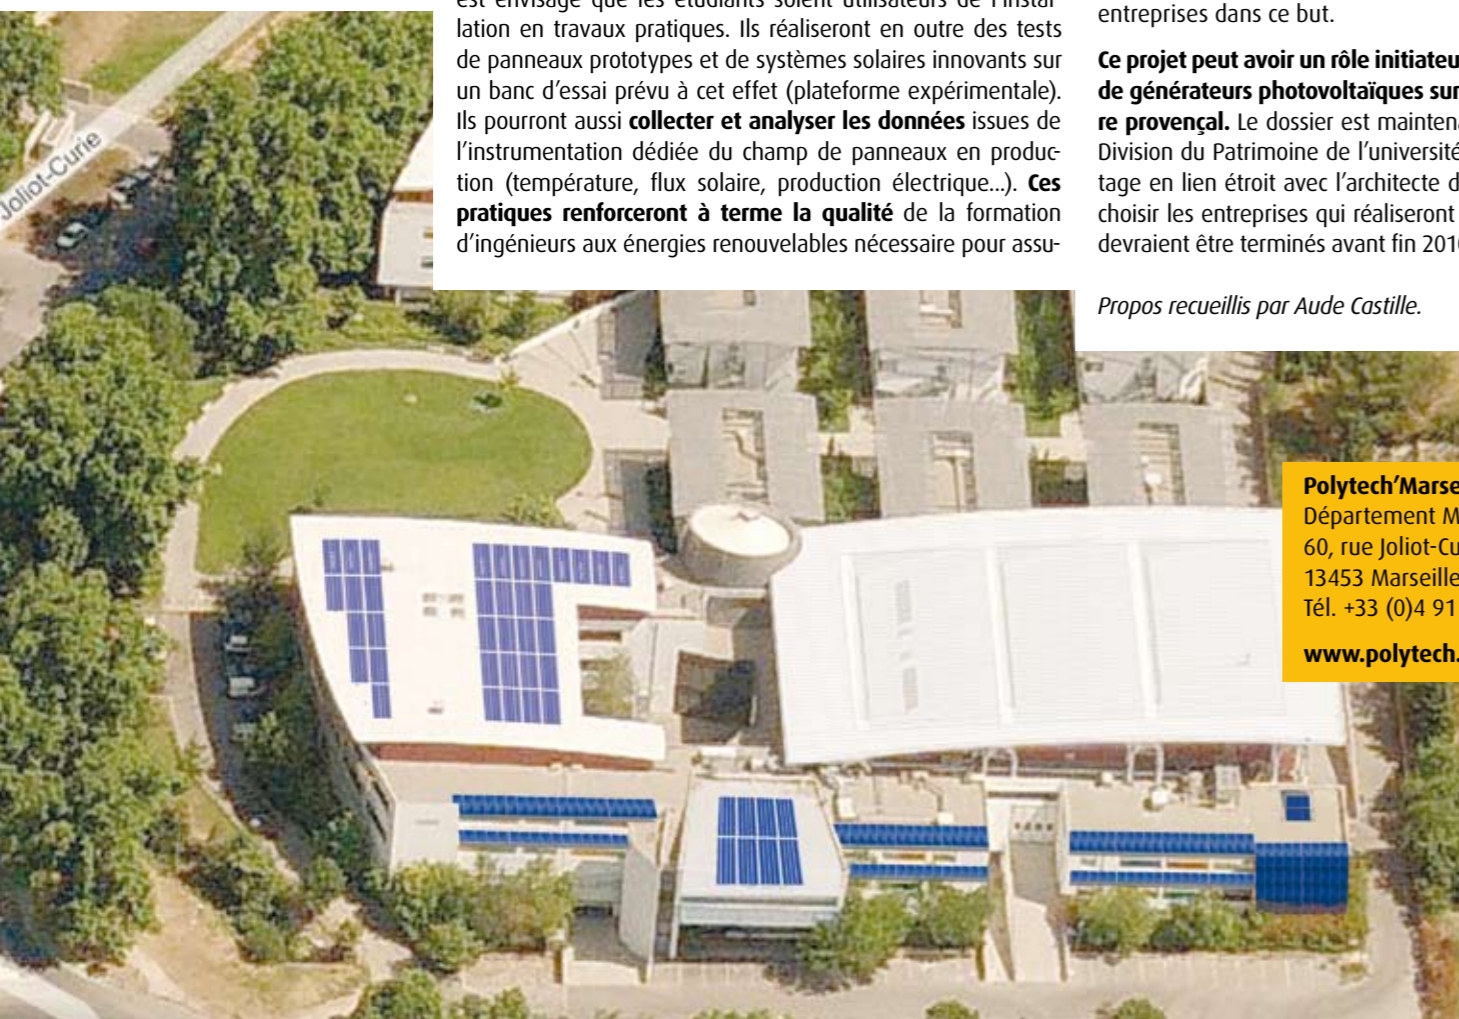 est envisagé que les étudiants soient utilisateurs de l'instal-
lation en travaux pratiques. Ils réaliseront en outre des tests
de panneaux prototypes et de systèmes solaires innovants sur
un banc d'essai prévu à cet effet (plateforme expérimentale).
Ils pourront aussi collecter et analyser les données issues de
l'instrumentation dédiée du champ de panneaux en produc-
tion (température, flux solaire, production électrique...). Ces
pratiques renforceront à terme la qualité de la formation
d'ingénieurs aux énergies renouvelables nécessaire pour assu-
entreprises dans ce but.
Ce projet peut avoir un rôle initiateu
de générateurs photovoltaïques sur
re provençal. Le dossier est maintena
Division du Patrimoine de l'université
tage en lien étroit avec l'architecte d
choisir les entreprises qui réaliseront
devraient être terminés avant fin 2010
Propos recueillis par Aude Castille.
Joliot-Curie
Polytech'Marse
Département M
60, rue Joliot-Cu
13453 Marseille
Tél. +33 (0)4 91
www.polytech.